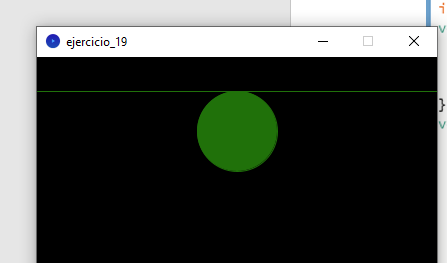 ejercicio_19
i
v
}
v